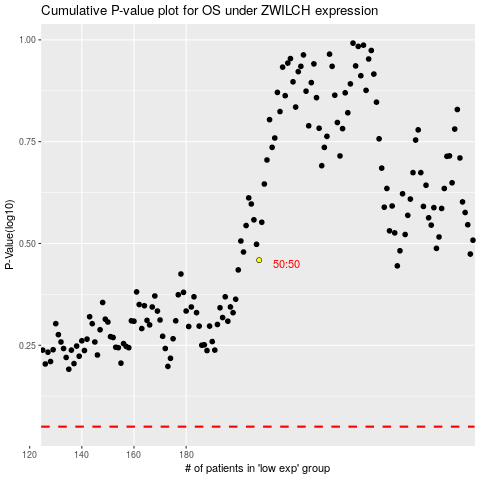 Cumulative P-value plot for OS under ZWILCH expression
P-Value(log10)
1.00
0.75
0.50
0.25
50:50
120 140 160 180
# of patients in 'low exp' group